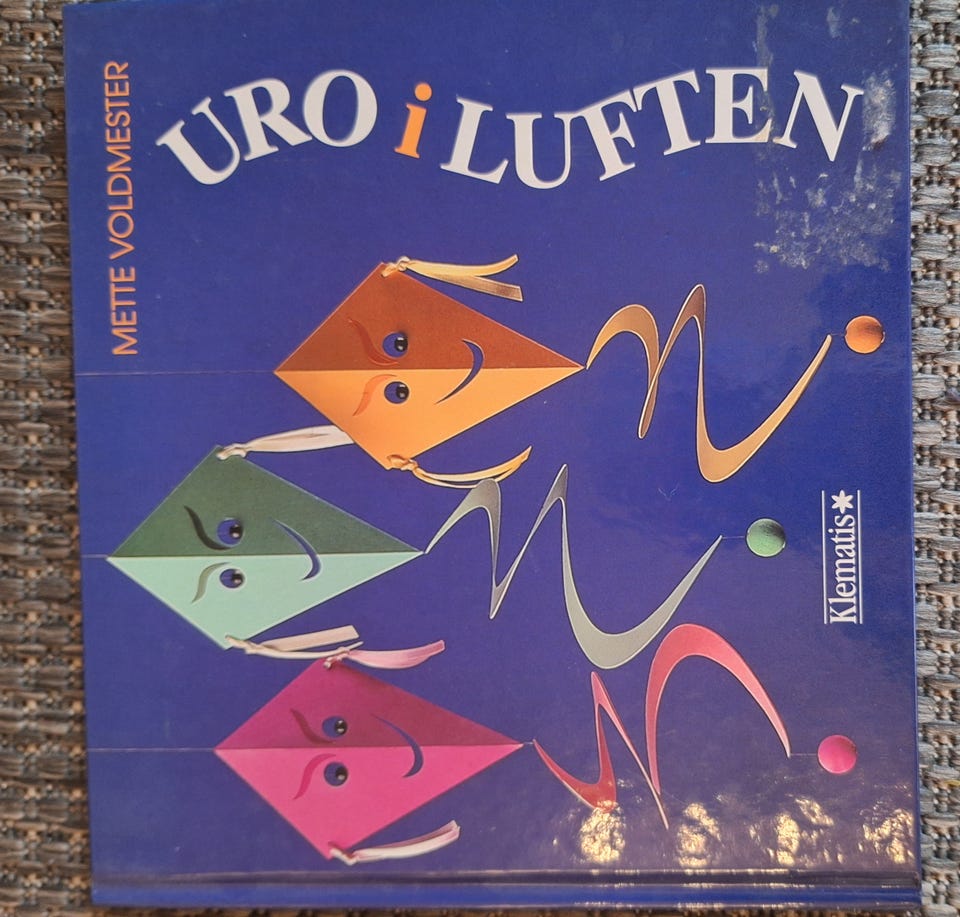 METTE VOLDMESTER
URO i LUFTEN
Klematis